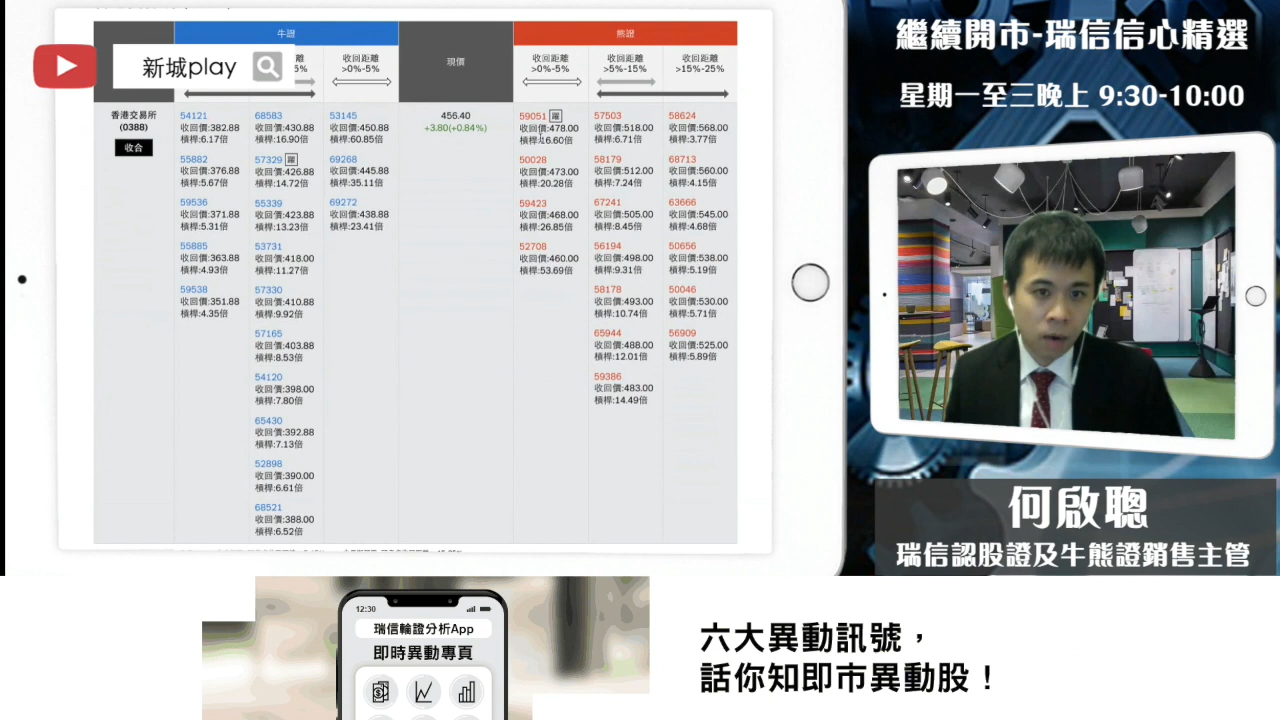 牛證
熊證
新城play
離
5%
收回距離
>0%-5%
現價
收回距離
>0%-5%
收回距離
>5%-15%
收回距離
>15%-25%
香港交易所
(0388)
收合
54121
收回價:382.88
槓桿:6.17倍
55882
收回價:376.88
槓桿:5.67倍
59536
收回價:371.88
槓桿:5.31倍
55885
收回價:363.88
槓桿:4.93倍
59538
收回價:351.88
槓桿:4.35倍
68583
收回價:430.88
槓桿:16.90倍
57329 躍
收回價:426.88
槓桿:14.72倍
55339
收回價:423.88
槓桿:13.23倍
53731
收回價:418.00
槓桿:11.27倍
57330
收回價:410.88
槓桿:9.92倍
57165
收回價:403.88
槓桿:8.53倍
54120
收回價:398.00
槓桿:7.80倍
65430
收回價:392.88
槓桿:7.13倍
52898
收回價:390.00
槓桿:6.61倍
68521
收回價:388.00
槓桿:6.52倍
53145
收回價:450.88
槓桿:60.85倍
69268
收回價:445.88
槓桿:35.11倍
69272
收回價:438.88
槓桿:23.41倍
456.40
+3.80(+0.84%)
59051 躍
收回價:478.00
槓桿:16.60倍
50028
收回價:473.00
槓桿:20.28倍
59423
收回價:468.00
槓桿:26.85倍
52708
收回價:460.00
槓桿:53.69倍
57503
收回價:518.00
槓桿:6.71倍
58179
收回價:512.00
槓桿:7.24倍
67241
收回價:505.00
槓桿:8.45倍
56194
收回價:498.00
槓桿:9.31倍
58178
收回價:493.00
槓桿:10.74倍
65944
收回價:488.00
槓桿:12.01倍
59386
收回價:483.00
槓桿:14.49倍
58624
收回價:568.00
槓桿:3.77倍
68713
收回價:560.00
槓桿:4.15倍
63666
收回價:545.00
槓桿:4.68倍
50656
收回價:538.00
槓桿:5.19倍
50046
收回價:530.00
槓桿:5.71倍
56909
收回價:525.00
槓桿:5.89倍
繼續開市-瑞信信心精選
星期一至三晚上 9:30-10:00
何啟聰
瑞信認股證及牛熊證銷售主管
12:30
瑞信輪證分析App
即時異動專頁
六大異動訊號，
話你知即市異動股！